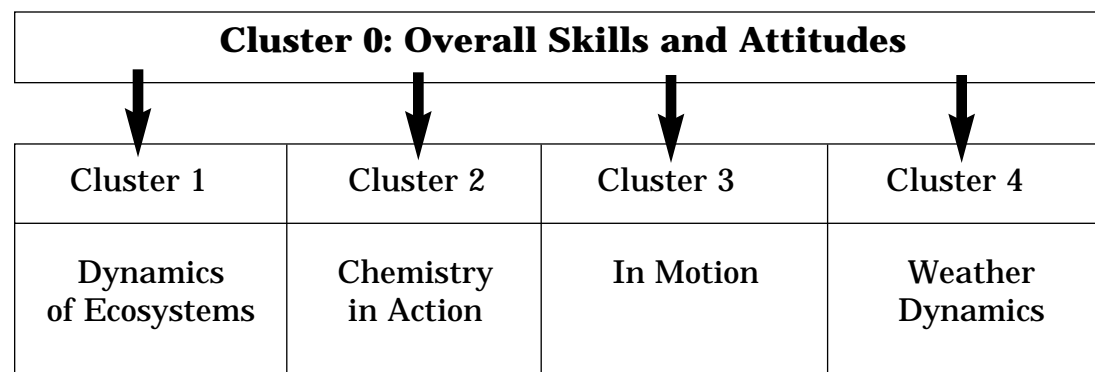 Cluster 0: Overall Skills and Attitudes
Cluster 1
Cluster 2
Cluster 3
Cluster 4
Dynamics
of Ecosystems
Chemistry
in Action
In Motion
Weather
Dynamics